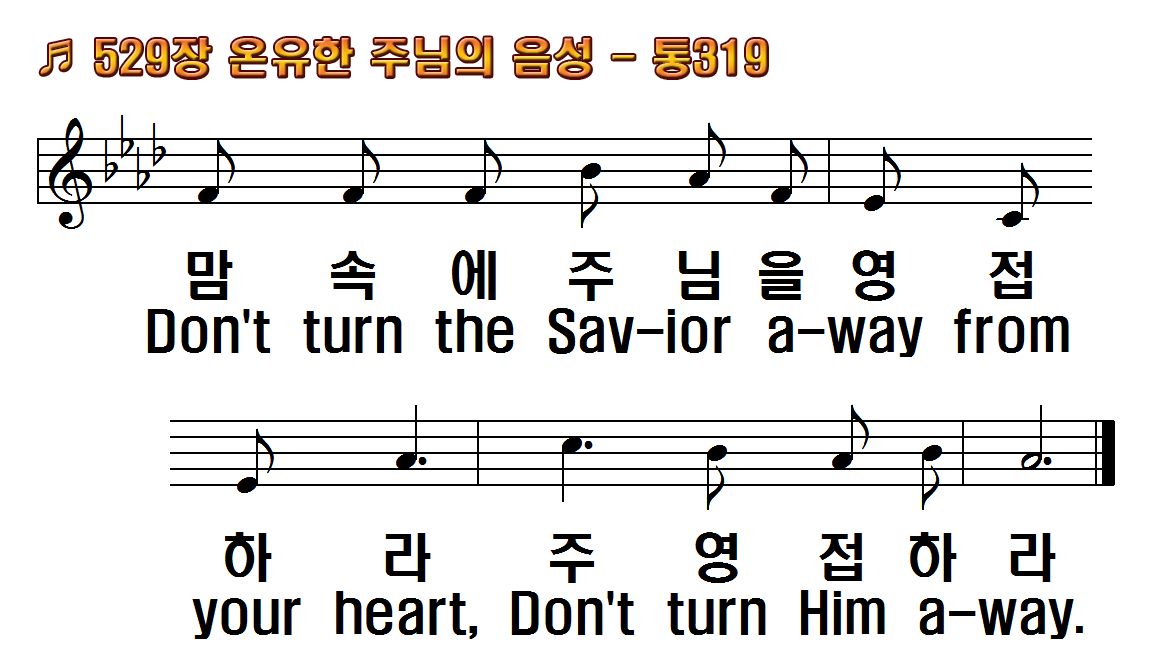 ♬ 529장 온유한 주님의 음성 - 통319
맘 속 에 주 님 을 영 접
Don't turn the Sav-ior a-way from
하 라 주 영 접 하 라
your heart, Don't turn Him a-way.